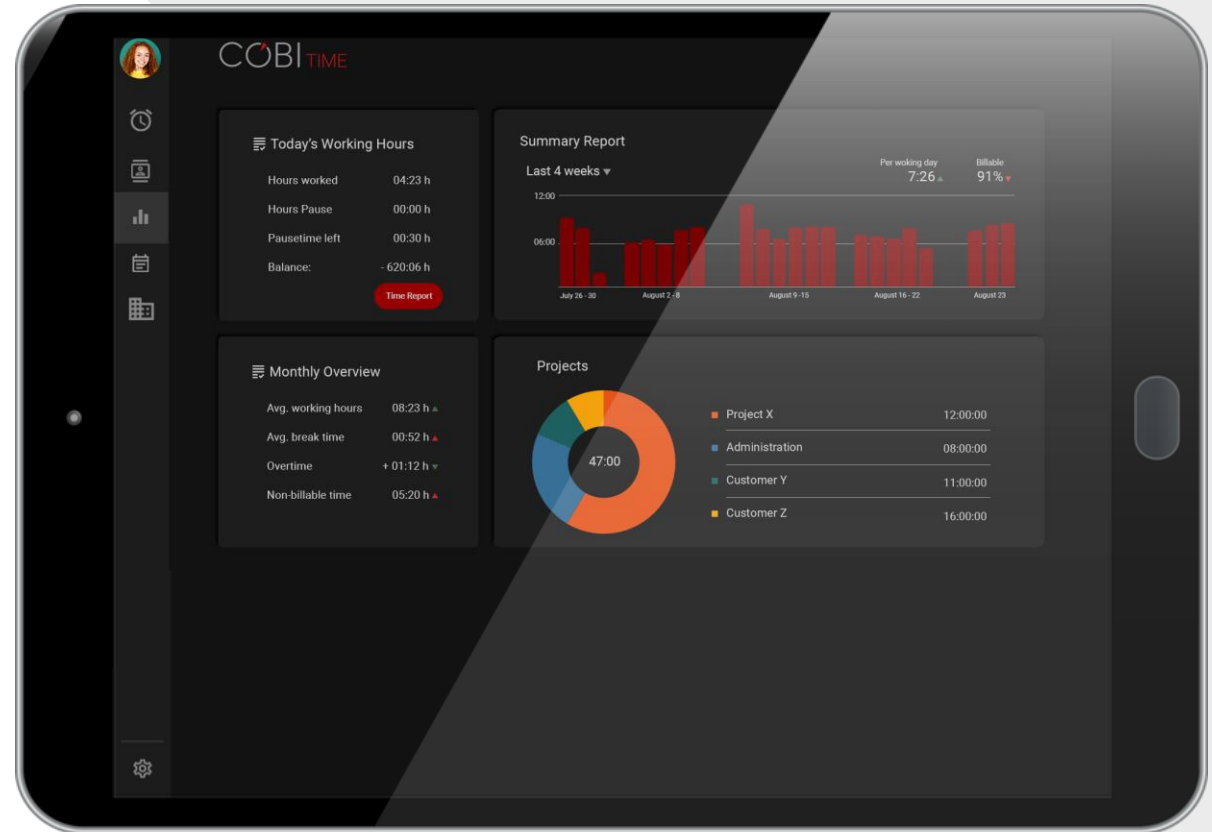 COBI TIME
Today's Working Hours
Hours worked 04:23 h
Hours Pause 00:00 h
Pausetime left 00:30 h
Balance: - 620:06 h
Time Report
Summary Report
Last 4 weeks
Per woking day Billable
7:26 91%
12:00
06:00
July 26 - 30 August 2 - 8 August 9 -15 August 16 - 22 August 23
Monthly Overview
Avg. working hours 08:23 h
Avg. break time 00:52 h
Overtime + 01:12 h
Non-billable time 05:20 h
Projects
47:00
Project X 12:00:00
Administration 08:00:00
Customer Y 11:00:00
Customer Z 16:00:00